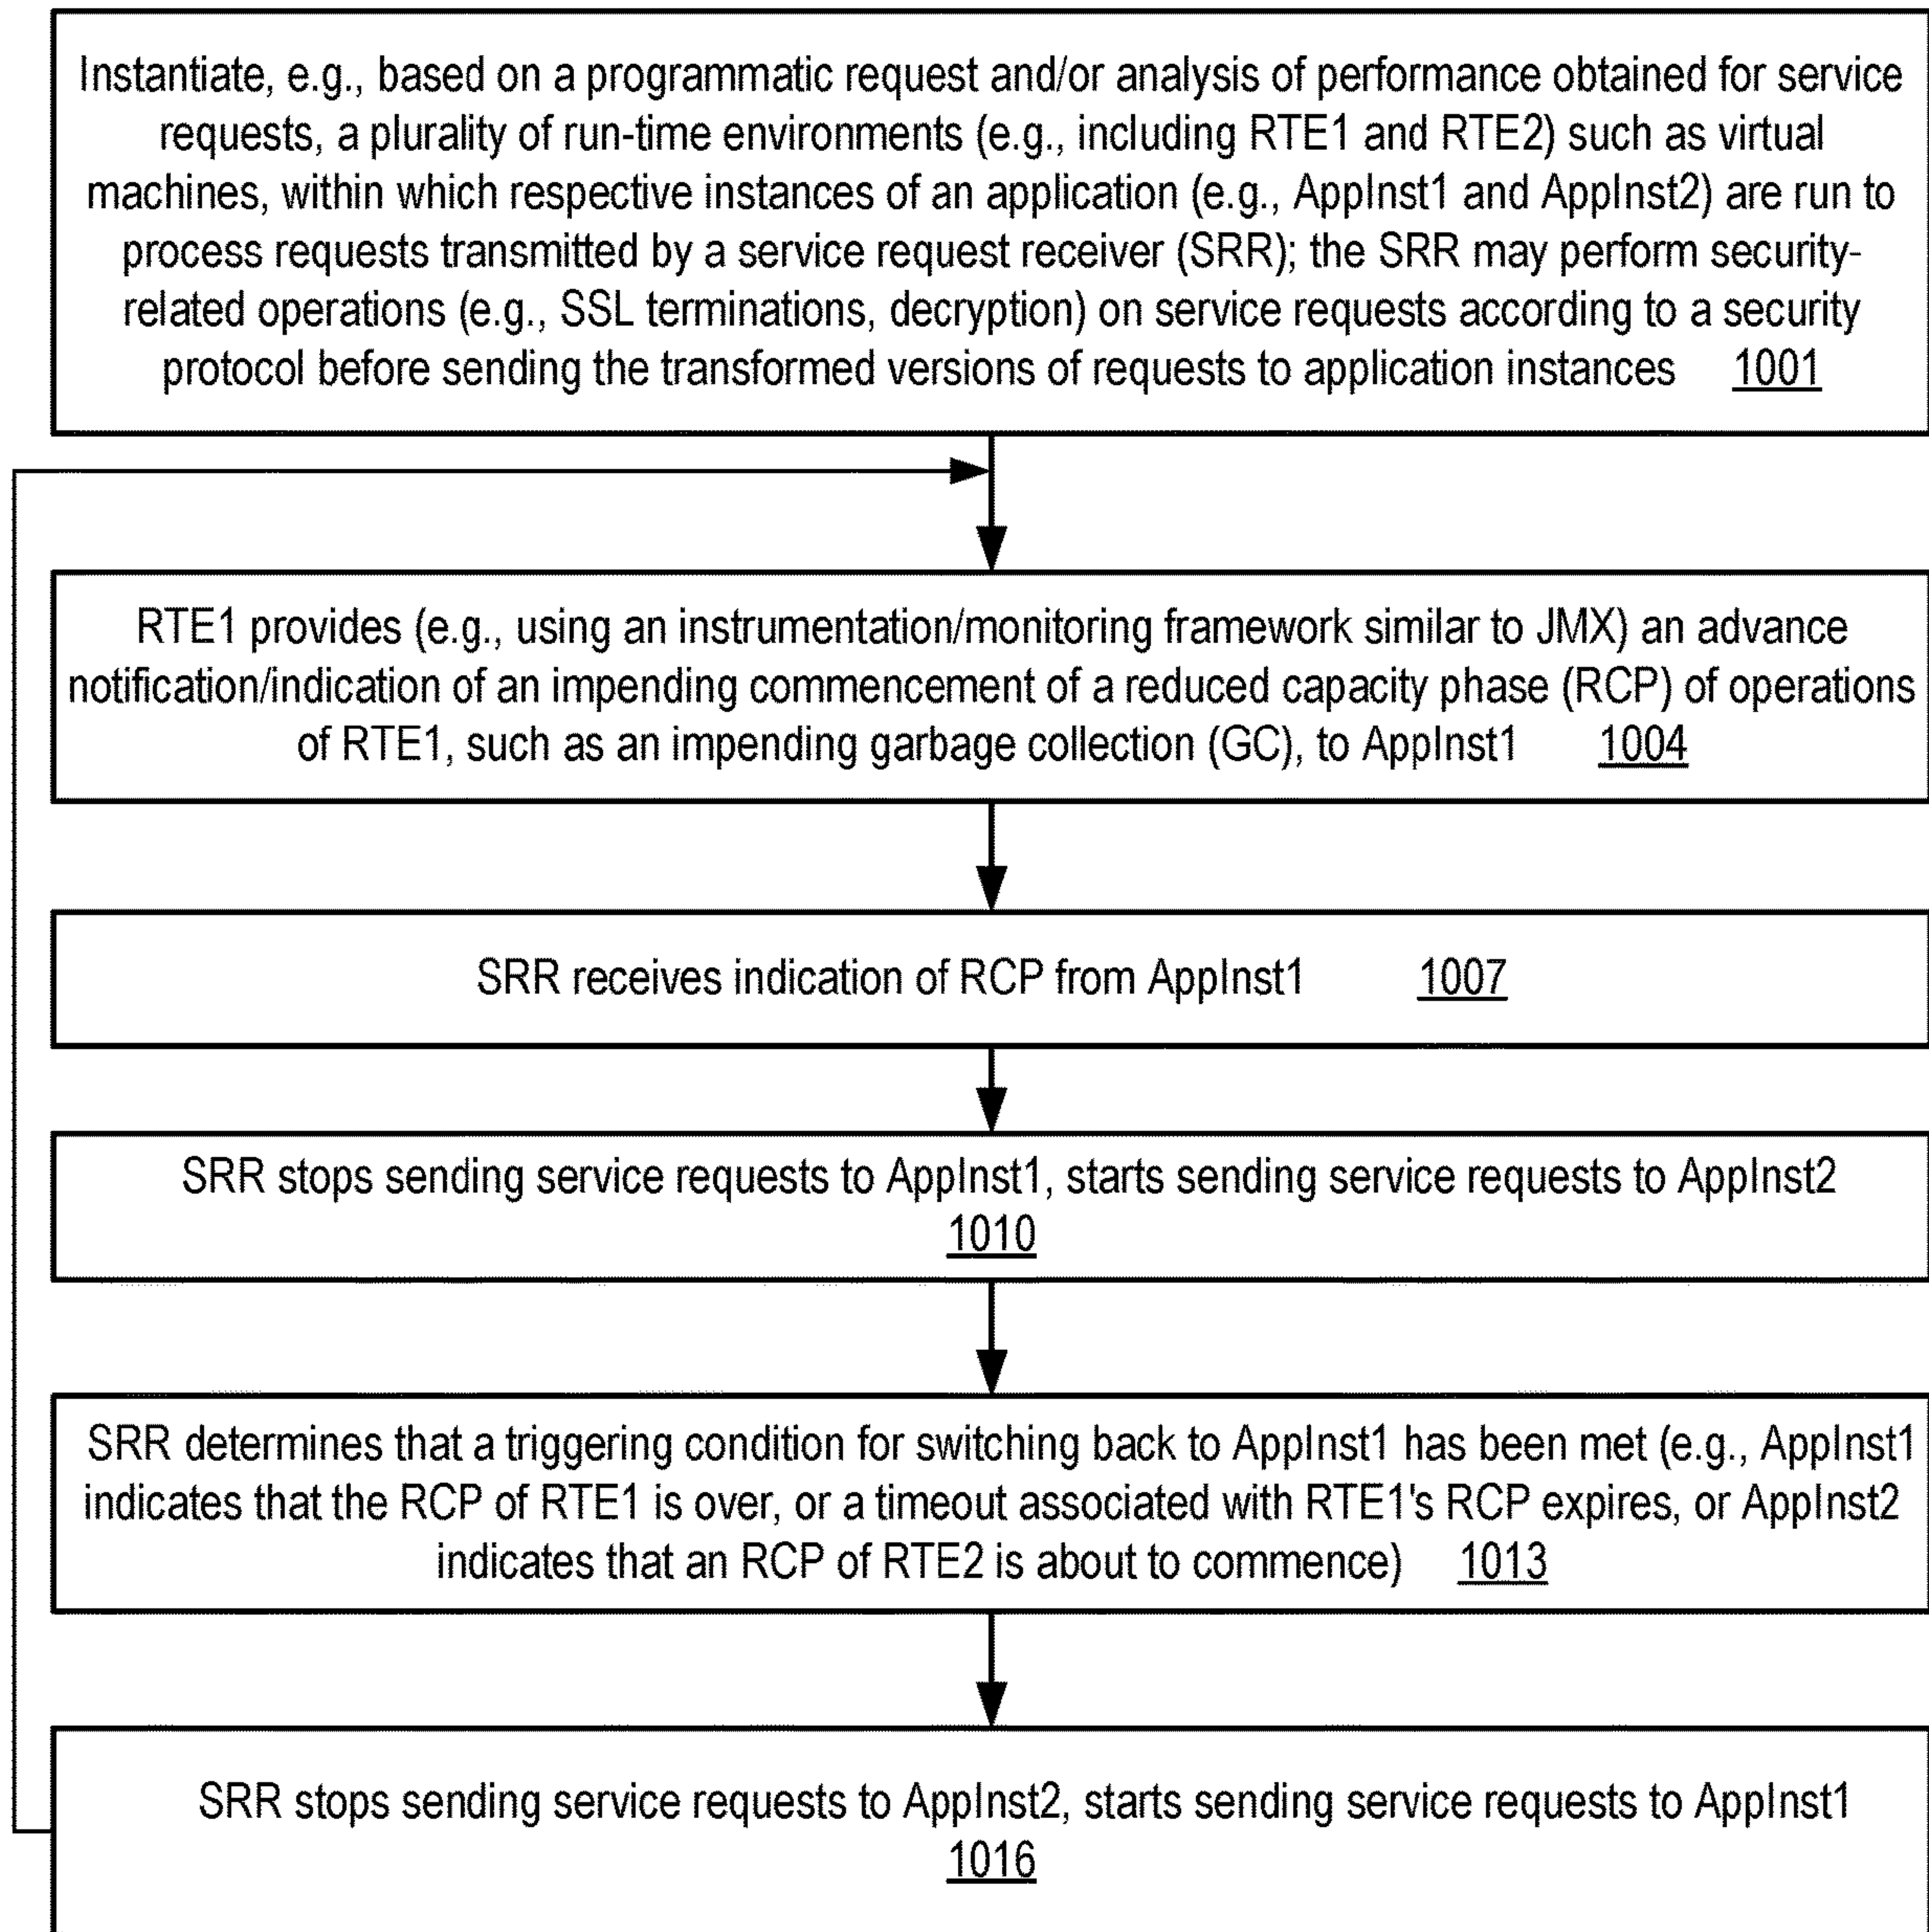 Instantiate, e.g., based on a programmatic request and/or analysis of performance obtained for service
requests, a plurality of run-time environments (e.g., including RTE1 and RTE2) such as virtual
machines, within which respective instances of an application (e.g., AppInst1 and AppInst2) are run to
process requests transmitted by a service request receiver (SRR); the SRR may perform security-
related operations (e.g., SSL terminations, decryption) on service requests according to a security
protocol before sending the transformed versions of requests to application instances 1001
RTE1 provides (e.g., using an instrumentation/monitoring framework similar to JMX) an advance
notification/indication of an impending commencement of a reduced capacity phase (RCP) of operations
of RTE1, such as an impending garbage collection (GC), to AppInst1 1004
SRR receives indication of RCP from AppInst1 1007
SRR stops sending service requests to AppInst1, starts sending service requests to AppInst2
1010
SRR determines that a triggering condition for switching back to AppInst1 has been met (e.g., AppInst1
indicates that the RCP of RTE1 is over, or a timeout associated with RTE1's RCP expires, or AppInst2
indicates that an RCP of RTE2 is about to commence) 1013
SRR stops sending service requests to AppInst2, starts sending service requests to AppInst1
1016